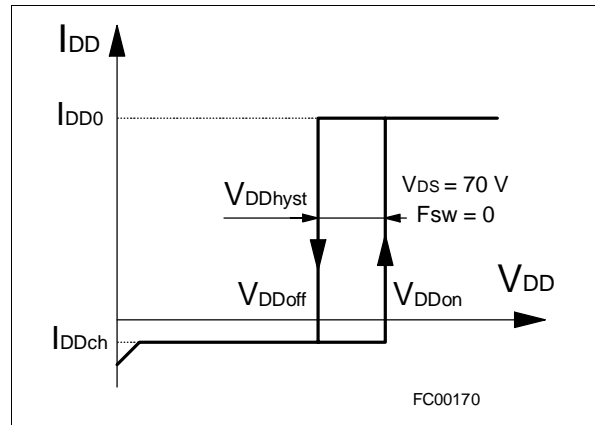 IDD
IDD0
VDDhyst
VDS = 70 V
Fsw = 0
VDDoff
VDDon
VDD
IDDch
FC00170